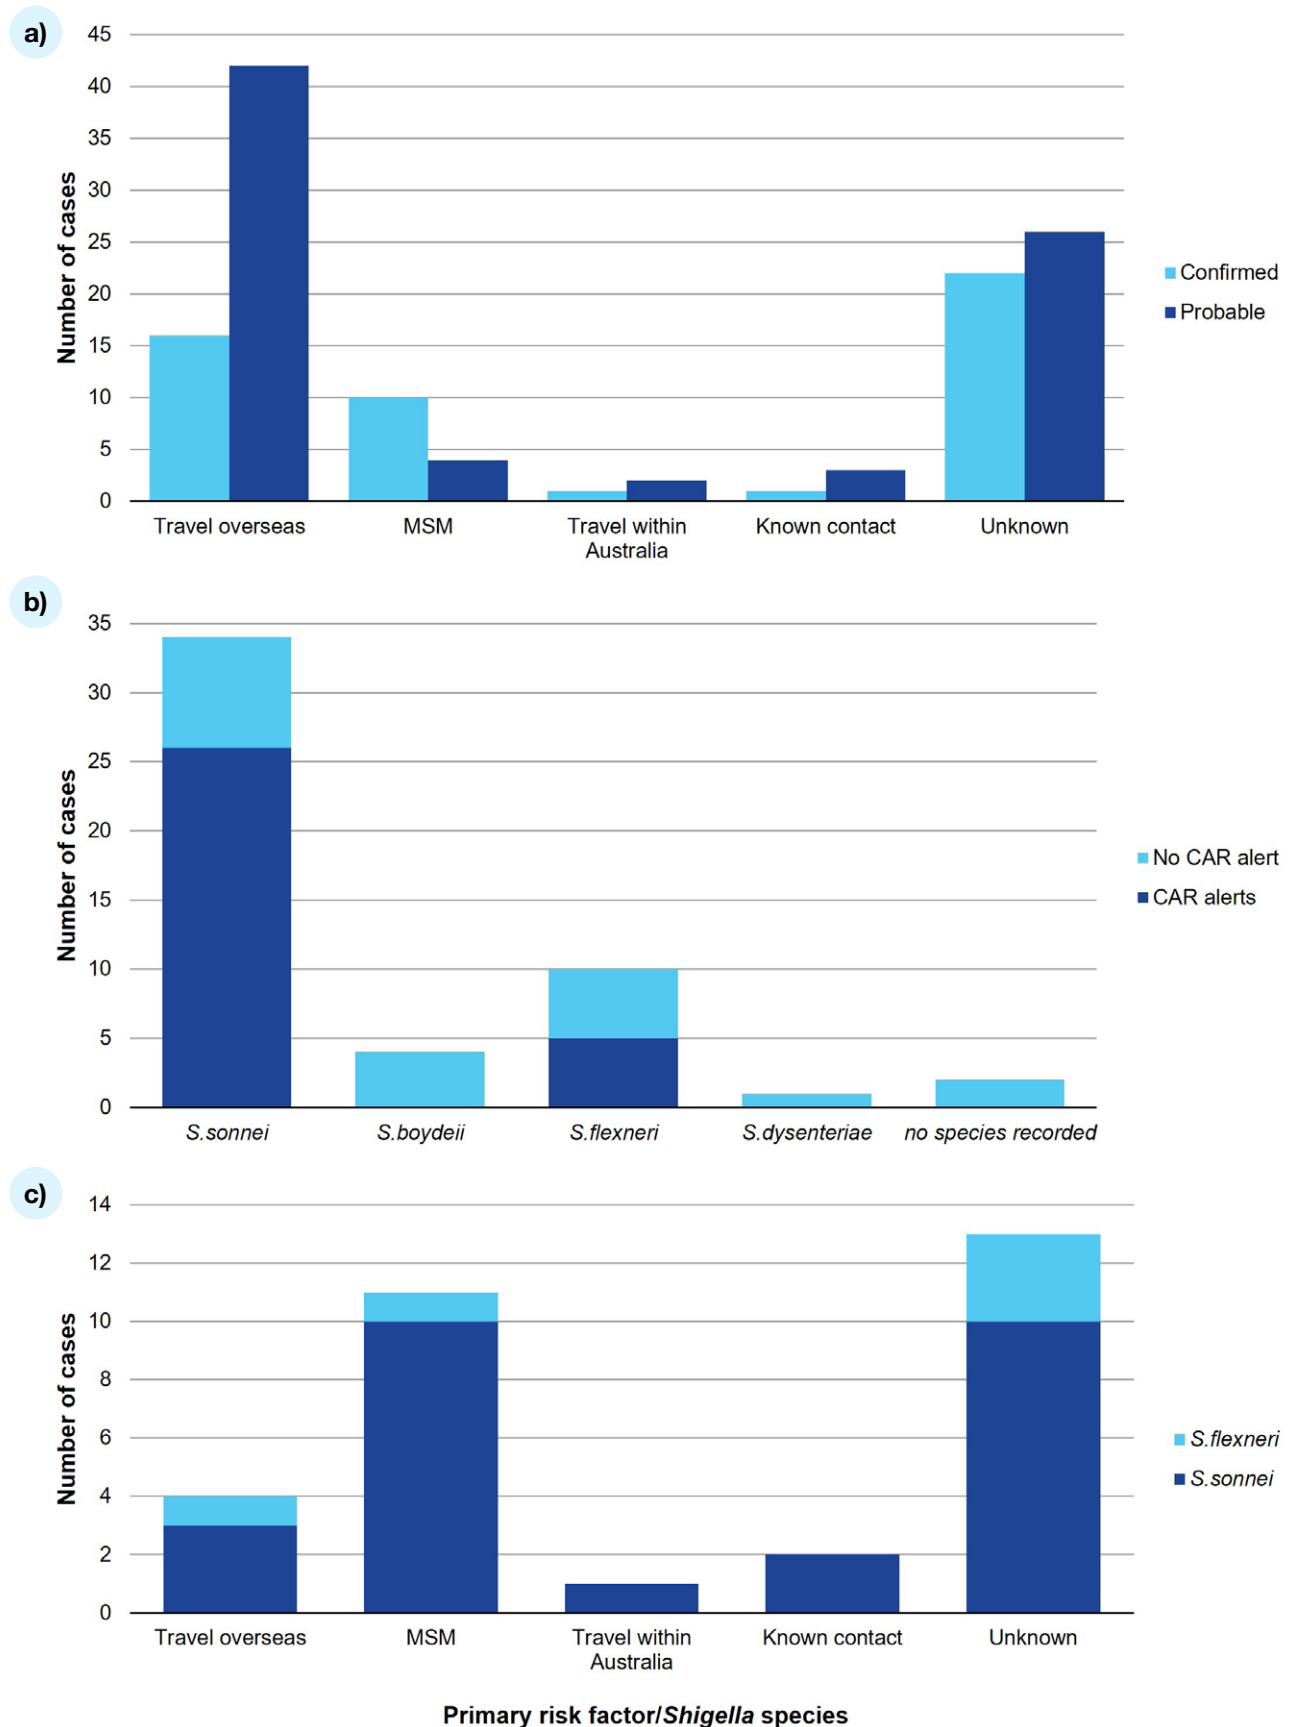 a)
45
40
35
30
25
20
15
10
5
0
Number of cases
Travel overseas
MSM
Travel within
Australia
Known contact
Unknown
Confirmed
Probable
b)
35
30
25
20
15
10
5
0
Number of cases
S.sonnei
S.boydeii
S.flexneri
S.dysenteriae
no species recorded
No CAR alert
CAR alerts
c)
14
12
10
8
6
4
2
0
Number of cases
Travel overseas
MSM
Travel within
Australia
Known contact
Unknown
S.flexneri
S.sonnei
Primary risk factor/Shigella species